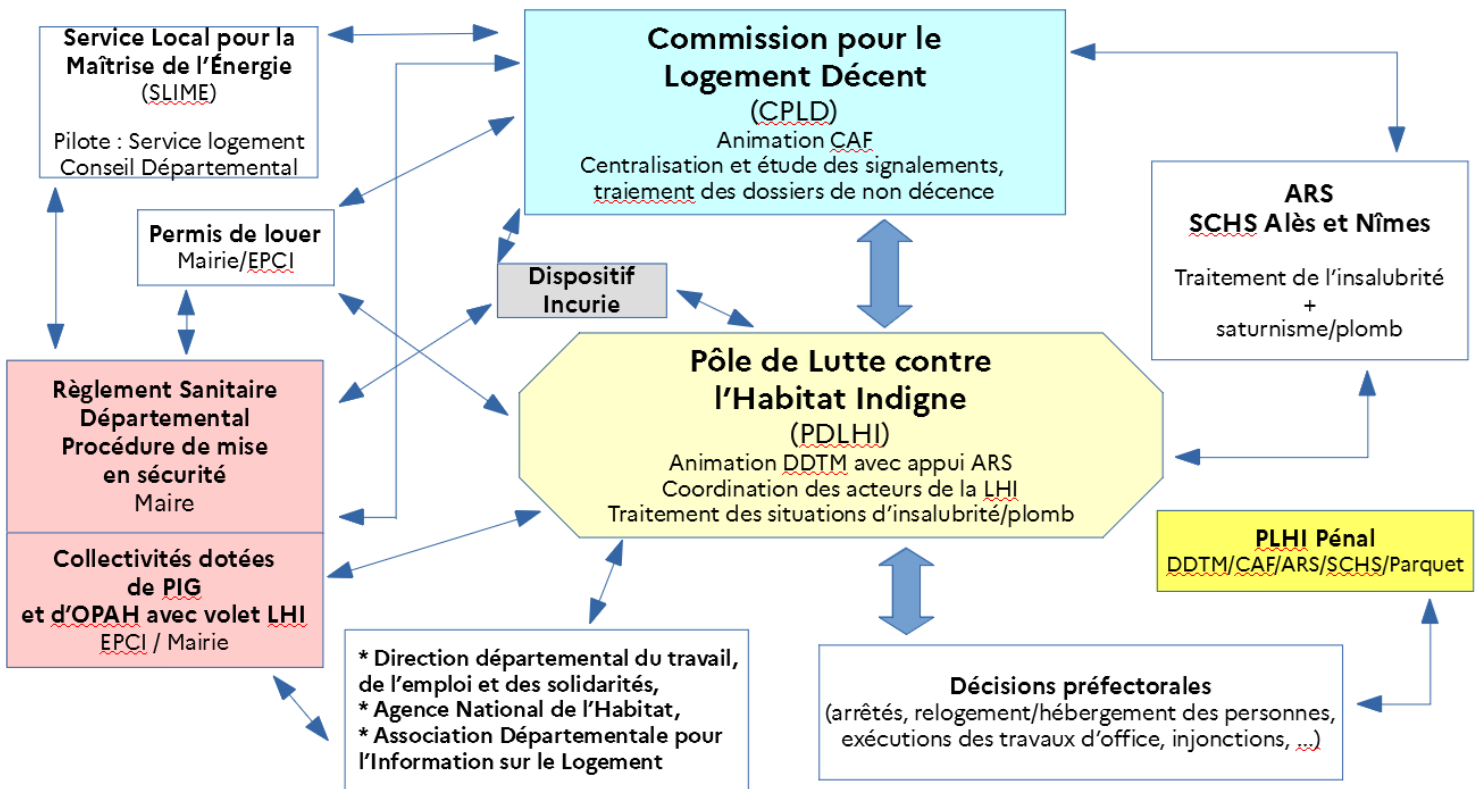 Service Local pour la
Maîtrise de l'Énergie
(SLIME)
Pilote : Service logement
Conseil Départemental
Commission pour le
Logement Décent
(CPLD)
Animation CAF
Centralisation et étude des signalements,
traiement des dossiers de non décence
ARS
SCHS Alès et Nîmes
Traitement de l'insalubrité
+
saturnisme/plomb
Permis de louer
Mairie/EPCI
Dispositif
Incurie
Règlement Sanitaire
Départemental
Procédure de mise
en sécurité
Maire
Pôle de Lutte contre
l'Habitat Indigne
(PDLHI)
Animation DDTM avec appui ARS
Coordination des acteurs de la LHI
Traitement des situations d'insalubrité/plomb
PLHI Pénal
DDTM/CAF/ARS/SCHS/Parquet
Collectivités dotées
de PIG
et d'OPAH avec volet LHI
EPCI / Mairie
* Direction départemental du travail,
de l'emploi et des solidarités,
* Agence National de l'Habitat,
* Association Départementale pour
l'Information sur le Logement
Décisions préfectorales
(arrêtés, relogement/hébergement des personnes,
exécutions des travaux d'office, injonctions, ...)